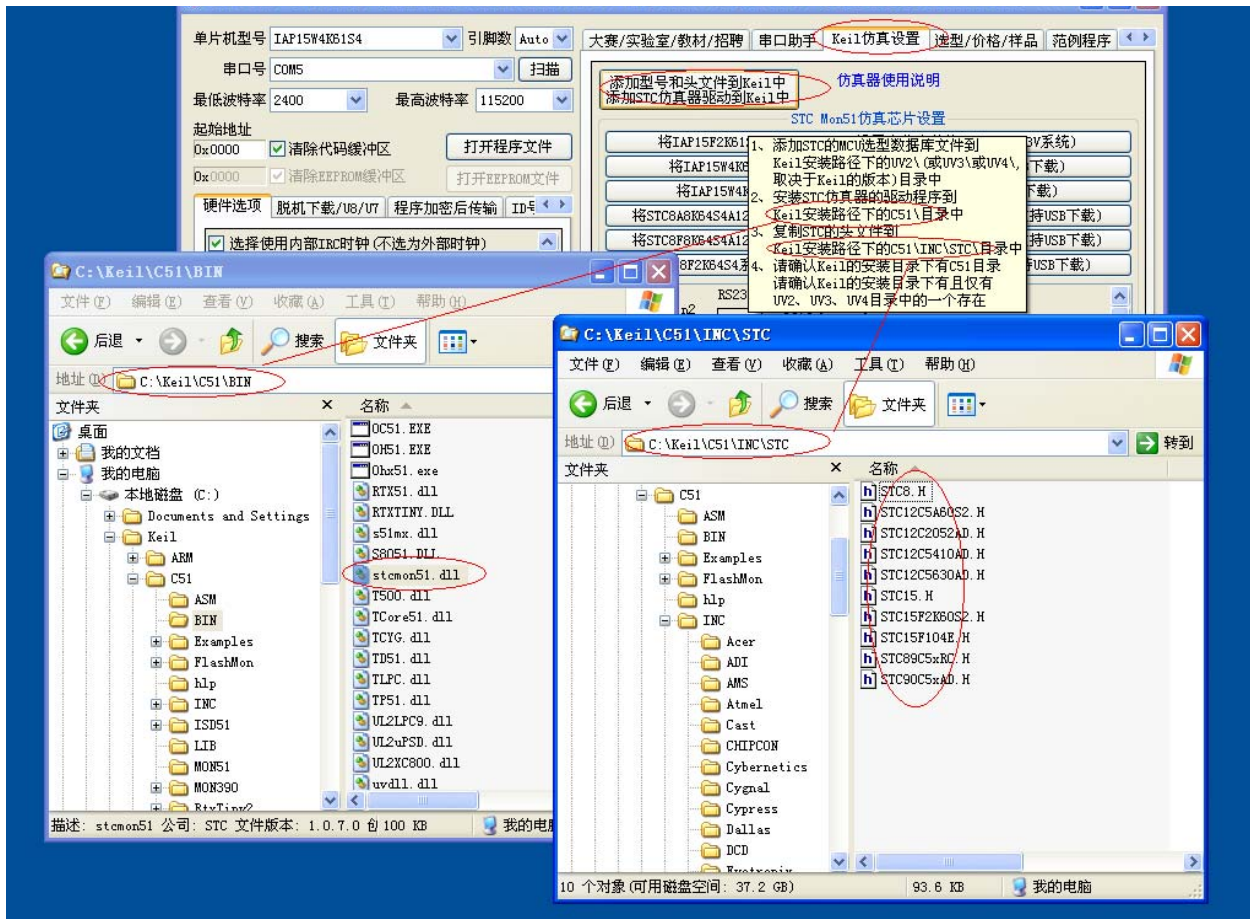 单片机型号 IAP15W4K61S4 引脚数 Auto
串口号 COM5 扫描
最低波特率 2400 最高波特率 115200
起始地址
0x0000 清除代码缓冲区 打开程序文件
0x0000 清除EEPROM缓冲区 打开EEPROM文件
硬件选项 脱机下载/U8/U7 程序加密后传输
选择使用内部IRC时钟(不选为外部时钟)
大赛/实验室/教材/招聘 串口助手 Keil仿真设置 选型/价格/样品 范例程序
添加型号和头文件到Keil中
添加STC仿真器驱动到Keil中
仿真器使用说明
STC Mon51仿真芯片设置
1、添加STC的MCU选型数据库文件到
Keil安装路径下的UV2\(或UV3\或UV4\,
取决于Keil的版本)目录中
2、安装STC仿真器的驱动程序到
Keil安装路径下的C51\目录中
3、复制STC的头文件到
Keil安装路径下的C51\INC\STC\目录中
4、请确认Keil的安装目录下有C51目录
请确认Keil的安装目录下有且仅有
UV2、UV3、UV4目录中的一个存在
C:\Keil\C51\BIN
文件(F) 编辑(E) 查看(V) 收藏(A) 工具(T) 帮助(H)
后退 搜索 文件夹
地址(D) C:\Keil\C51\BIN
文件夹 × 名称
桌面
我的文档
我的电脑
本地磁盘 (C:)
Documents and Settings
Keil
ARM
C51
ASM
BIN
Examples
FlashMon
hlp
INC
ISD51
LIB
MON51
MON390
RtxTiny2
OC51.EXE
OH51.EXE
Ohx51.exe
RTX51.dll
RTXTINY.DLL
s51mx.dll
S8051.DLL
stcmon51.dll
T500.dll
TCore51.dll
TCYG.dll
TD51.dll
TLPC.dll
TP51.dll
UL2LPC9.dll
UL2uPSD.dll
UL2XC800.dll
uvdll.dll
描述: stcmon51 公司: STC 文件版本: 1.0.7.0 创 100 KB 我的电脑
C:\Keil\C51\INC\STC
文件(F) 编辑(E) 查看(V) 收藏(A) 工具(T) 帮助(H)
后退 搜索 文件夹
地址(D) C:\Keil\C51\INC\STC 转到
文件夹 × 名称
C51
ASM
BIN
Examples
FlashMon
hlp
INC
Acer
ADI
AMS
Atmel
Cast
CHIPCON
Cybernetics
Cygnal
Cypress
Dallas
DCD
STC8.H
STC12C5A60S2.H
STC12C2052AD.H
STC12C5410AD.H
STC12C5630AD.H
STC15.H
STC15F2K60S2.H
STC15F104E.H
STC89C5xRC.H
STC90C5xAD.H
10 个对象(可用磁盘空间: 37.2 GB) 93.6 KB 我的电脑